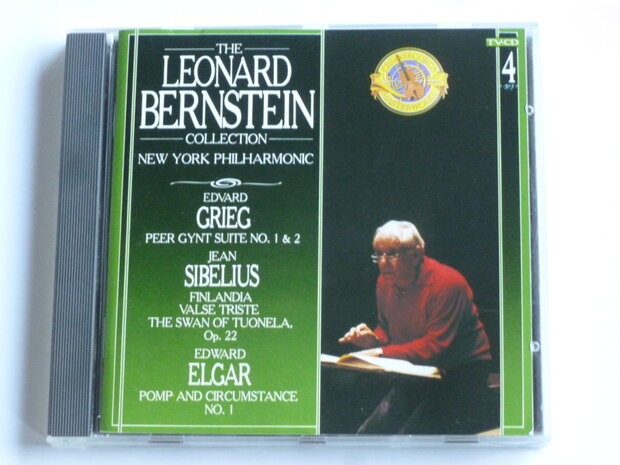 THE
LEONARD
BERNSTEIN
COLLECTION
NEW YORK PHILHARMONIC
EDVARD
GRIEG
PEER GYNT SUITE NO. 1 & 2
JEAN
SIBELIUS
FINLANDIA
VALSE TRISTE
THE SWAN OF TUONELA,
Op. 22
EDWARD
ELGAR
POMP AND CIRCUMSTANCE
NO. 1
TV-CD
4